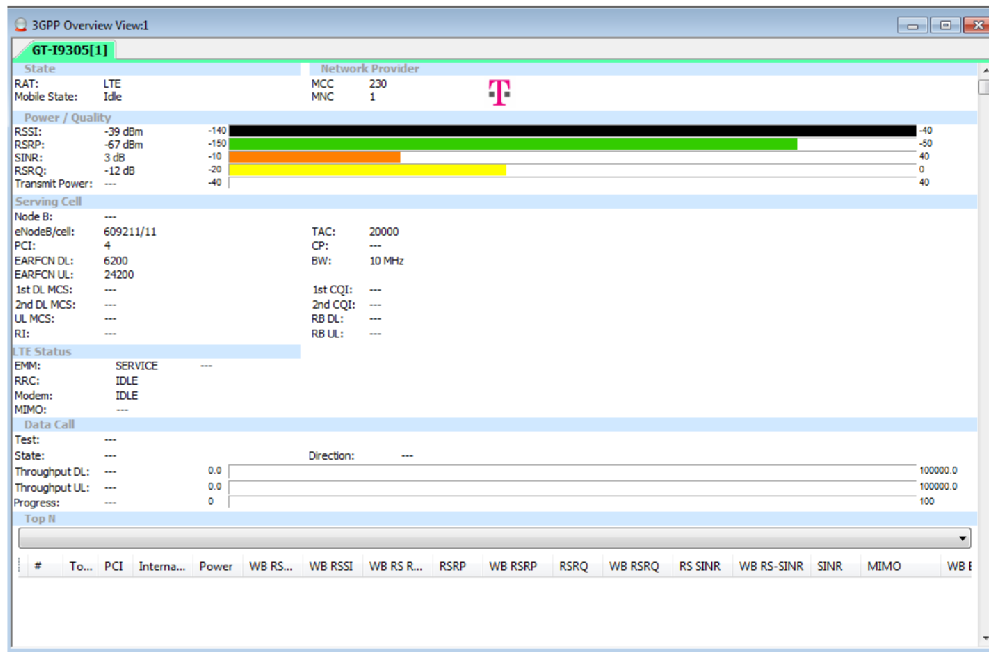 3GPP Overview View:1
GT-I9305[1]
State Network Provider
RAT: LTE MCC 230
Mobile State: Idle MNC 1
T
Power / Quality
RSSI: -39 dBm -140 -40
RSRP: -67 dBm -150 -50
SINR: 3 dB -10 40
RSRQ: -12 dB -20 0
Transmit Power: --- -40 40
Serving Cell
Node B: ---
eNodeB/cell: 609211/11 TAC: 20000
PCI: 4 CP: ---
EARFCN DL: 6200 BW: 10 MHz
EARFCN UL: 24200
1st DL MCS: --- 1st CQI: ---
2nd DL MCS: --- 2nd CQI: ---
UL MCS: --- RB DL: ---
RI: --- RB UL: ---
LTE Status
EMM: SERVICE ---
RRC: IDLE
Modem: IDLE
MIMO: ---
Data Call
Test: ---
State: --- Direction: ---
Throughput DL: --- 0.0 100000.0
Throughput UL: --- 0.0 100000.0
Progress: --- 0 100
Top N
# To... PCI Interna... Power WB RS... WB RSSI WB RS R... RSRP WB RSRP RSRQ WB RSRQ RS SINR WB RS-SINR SINR MIMO WB